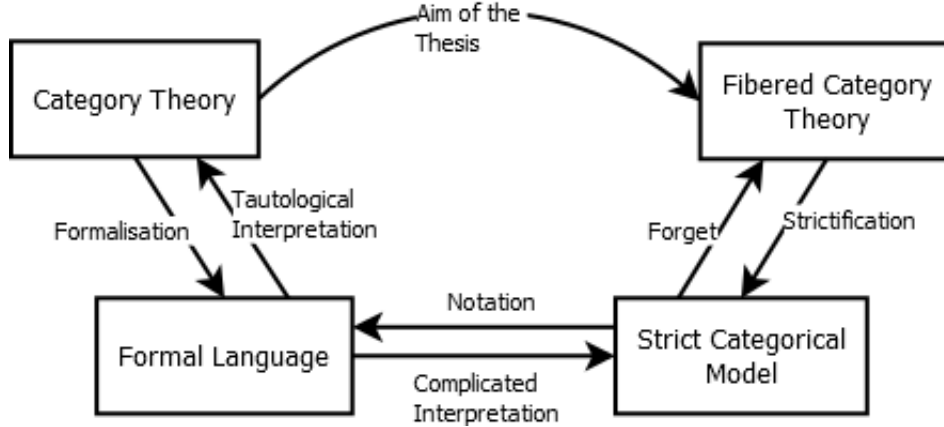 Aim of the
Thesis
Category Theory
Fibered Category
Theory
Formalisation
Tautological
Interpretation
Forget
Strictification
Formal Language
Notation
Complicated
Interpretation
Strict Categorical
Model